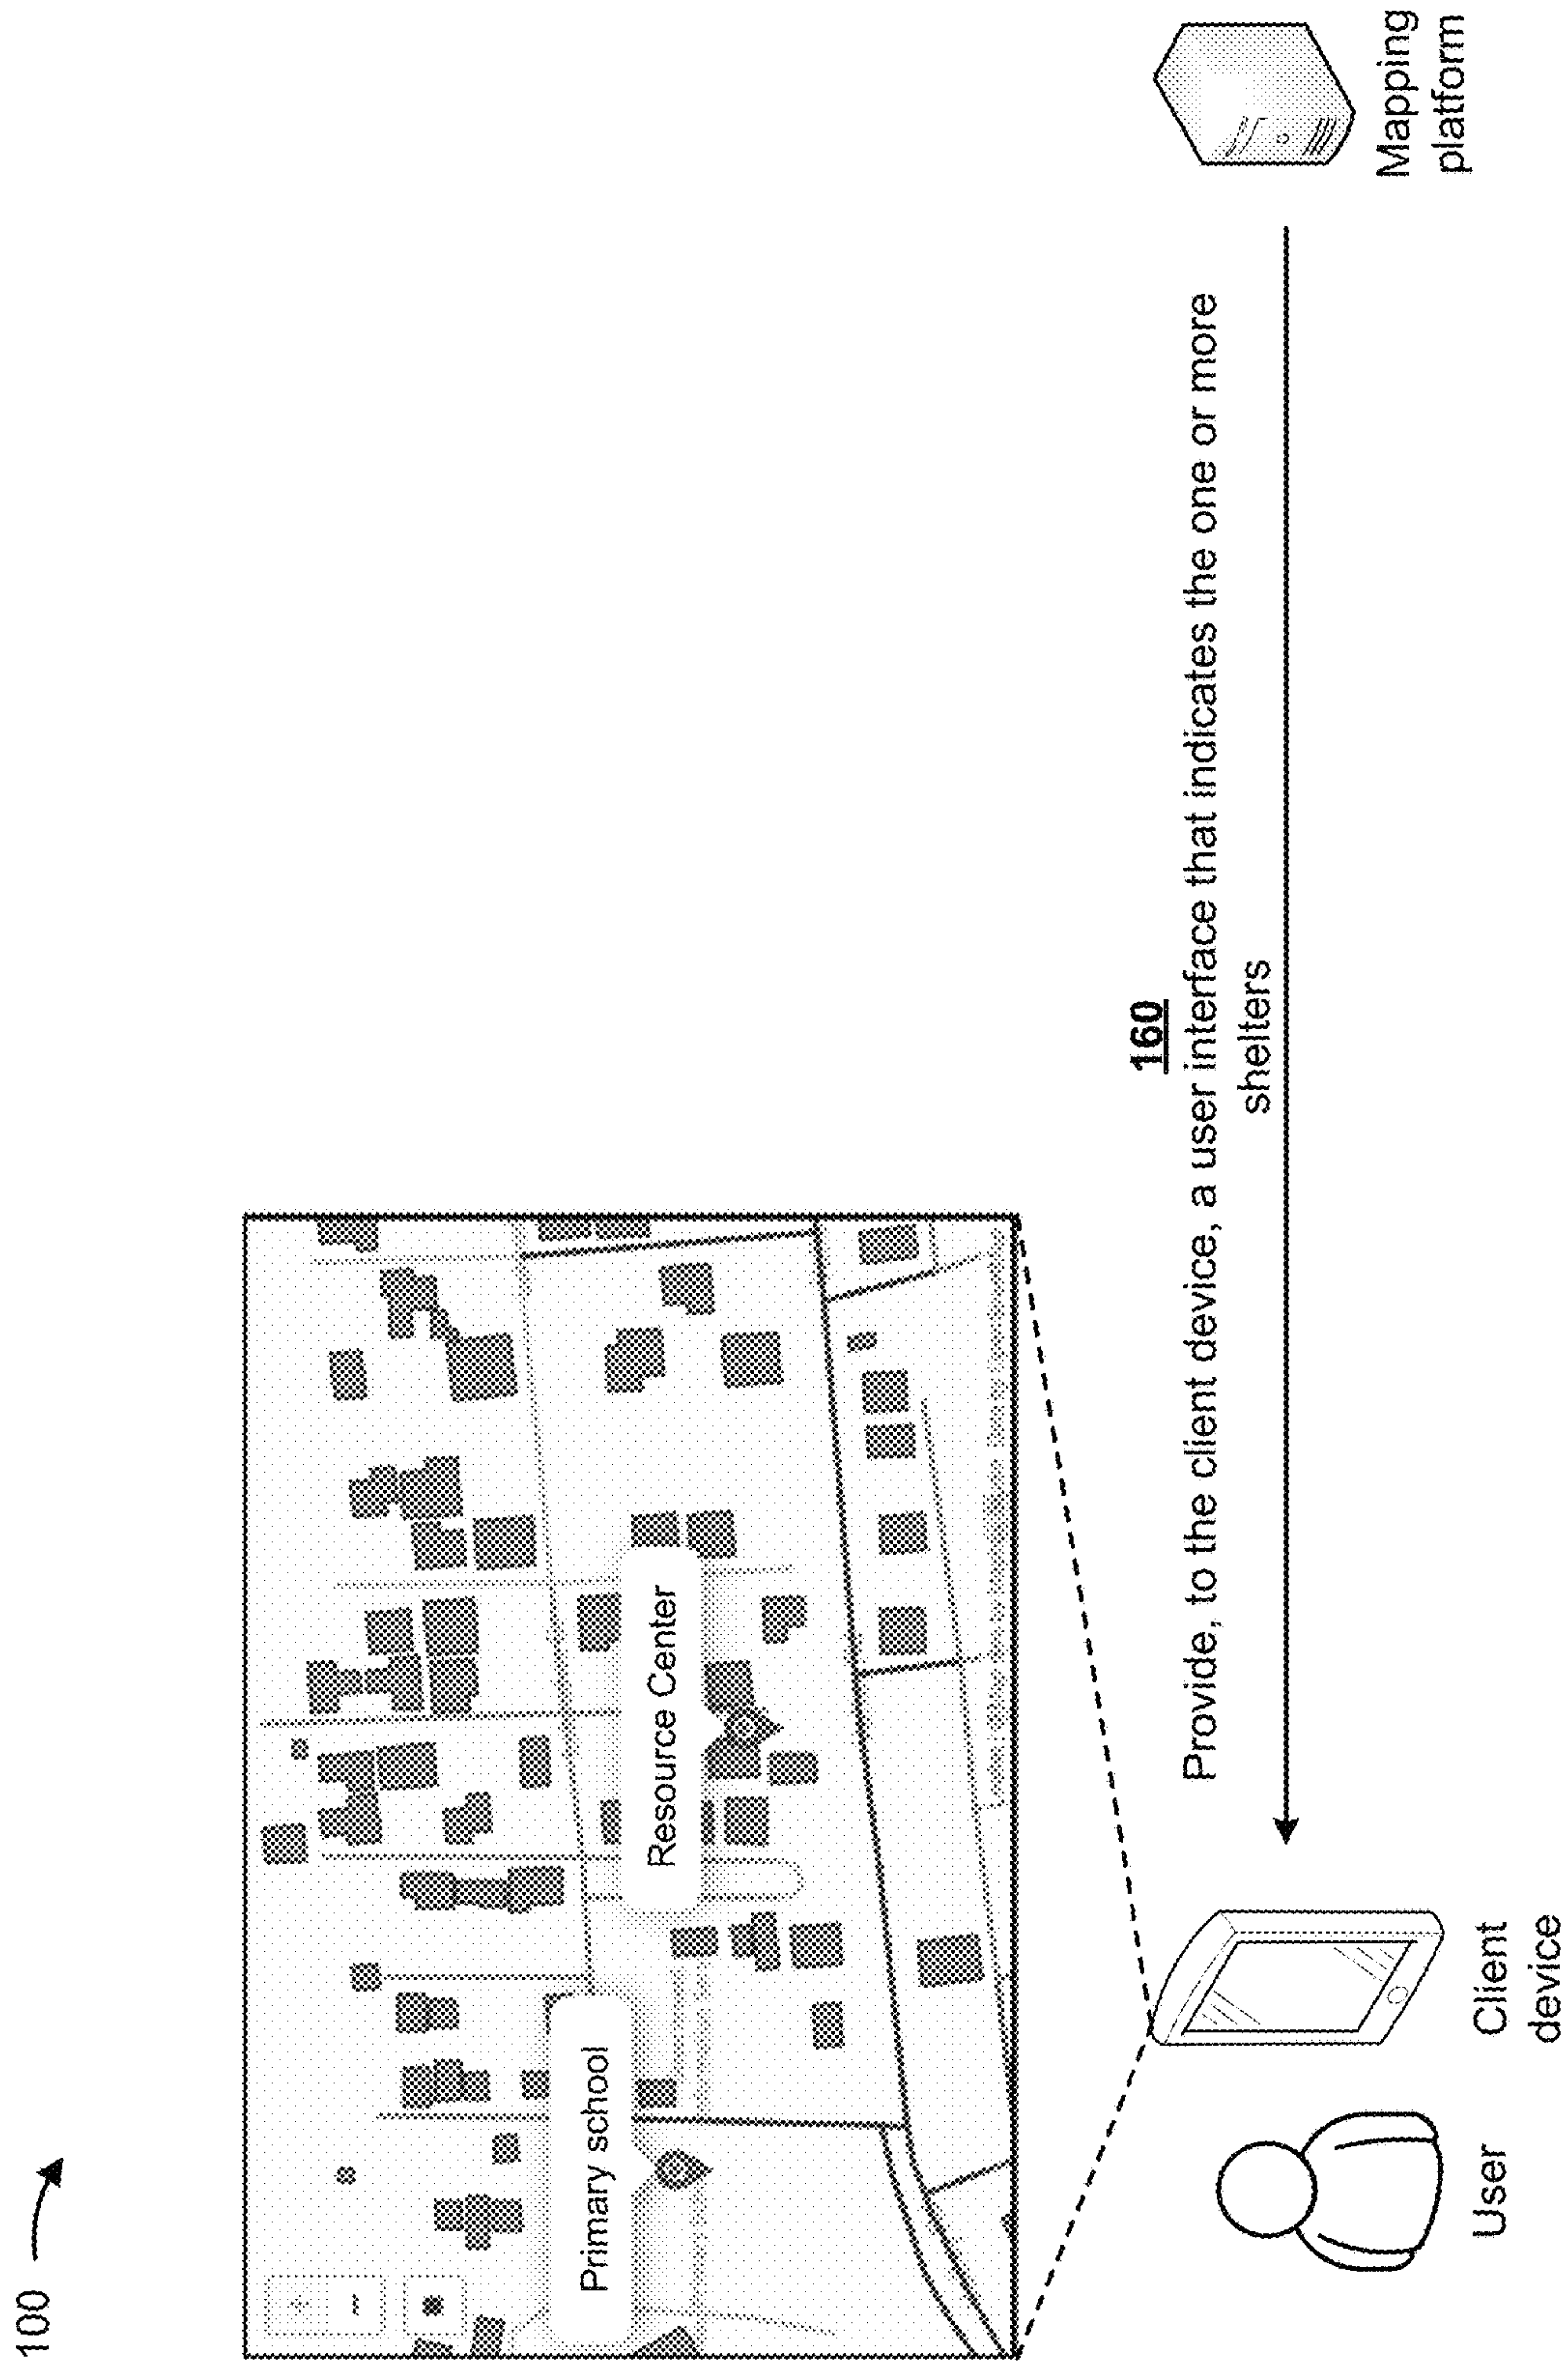 100
Primary school
Resource Center
160
Provide, to the client device, a user interface that indicates the one or more
shelters
User
Client
device
Mapping
platform